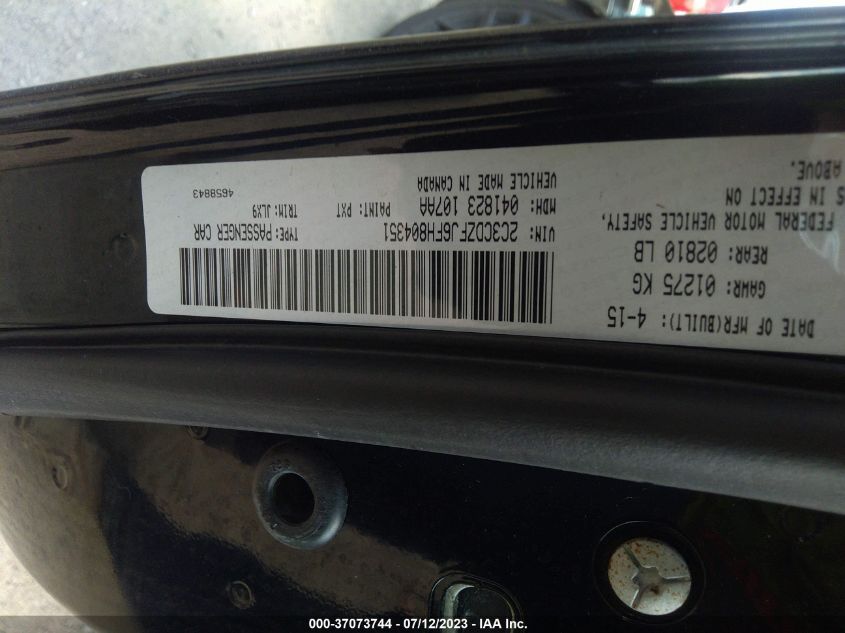 DATE OF MFR(BUILT): 4-15
GAWR: 01275 KG
REAR: 02810 LB
FEDERAL MOTOR VEHICLE SAFETY,
S IN EFFECT ON
ABOVE.
VIN: 2C3CDZFJ6FH804351 TYPE: PASSENGER CAR
MDH: 041823 107AA PAINT: PXT TRIM: JLX9
VEHICLE MADE IN CANADA
4658843
000-37073744 - 07/12/2023 - IAA Inc.